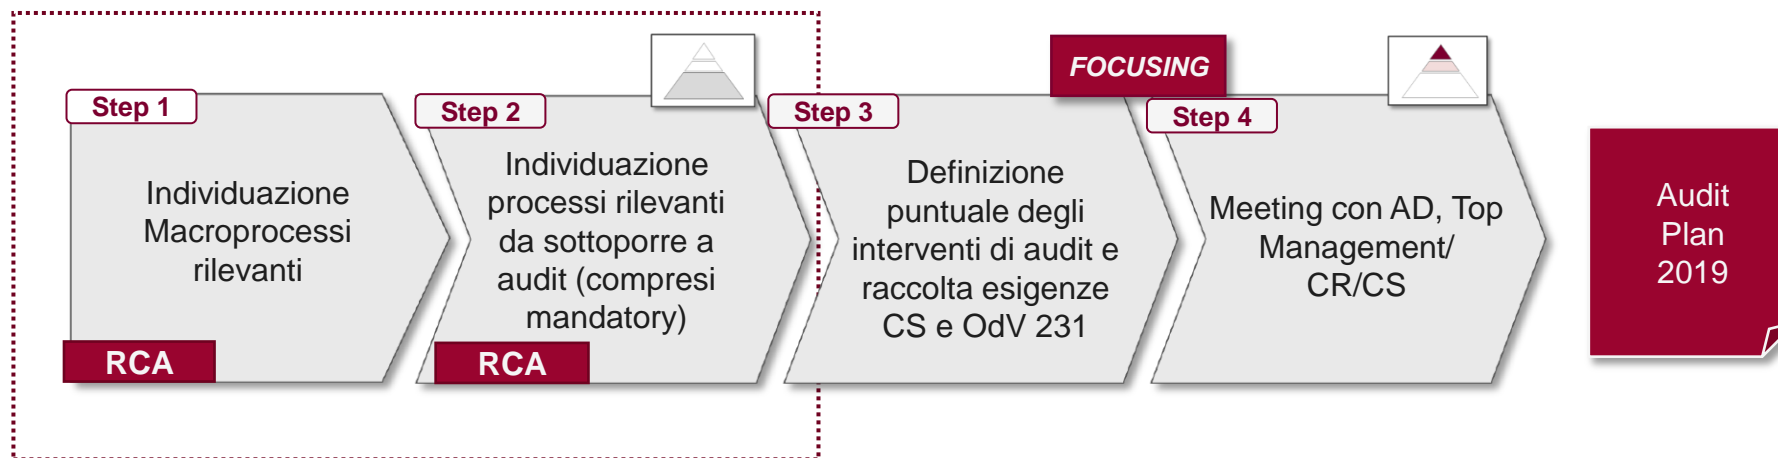 Step 1
Individuazione
Macroprocessi
rilevanti
RCA
Step 2
Individuazione
processi rilevanti
da sottoporre a
audit (compresi
mandatory)
RCA
Step 3
Definizione
puntuale degli
interventi di audit e
raccolta esigenze
CS e OdV 231
FOCUSING
Step 4
Meeting con AD, Top
Management/
CR/CS
Audit
Plan
2019